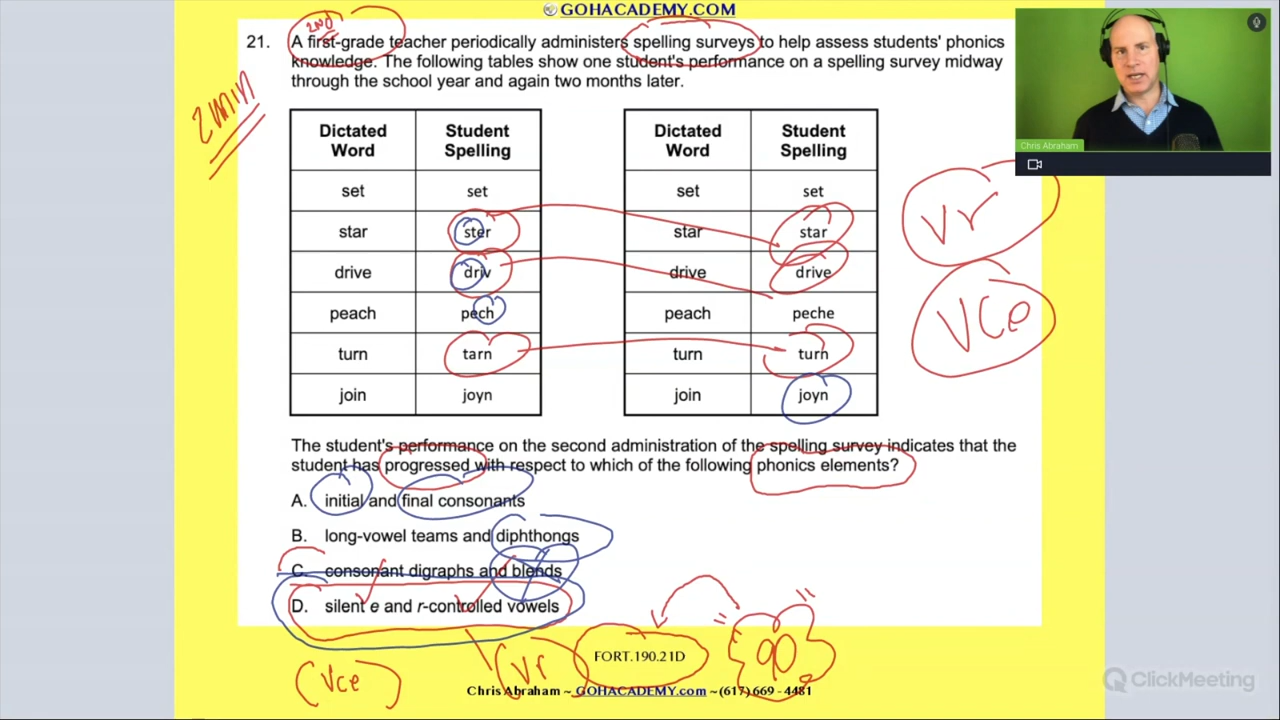 GOHACADEMY.COM
2ND
21. A first-grade teacher periodically administers spelling surveys to help assess students' phonics
knowledge. The following tables show one student's performance on a spelling survey midway
through the school year and again two months later.
2 min
Dictated Word Student Spelling
set set
star ster
drive driv
peach pech
turn tarn
join joyn
Dictated Word Student Spelling
set set
star star
drive drive
peach peche
turn turn
join joyn
Chris Abraham
Vr
VCe
The student's performance on the second administration of the spelling survey indicates that the
student has progressed with respect to which of the following phonics elements?
A. initial and final consonants
B. long-vowel teams and diphthongs
C. consonant digraphs and blends
D. silent e and r-controlled vowels
(Vce)
(Vr
FORT.190.21D
90
Chris Abraham ~ GOHACADEMY.com ~(617) 669 - 4481
ClickMeeting